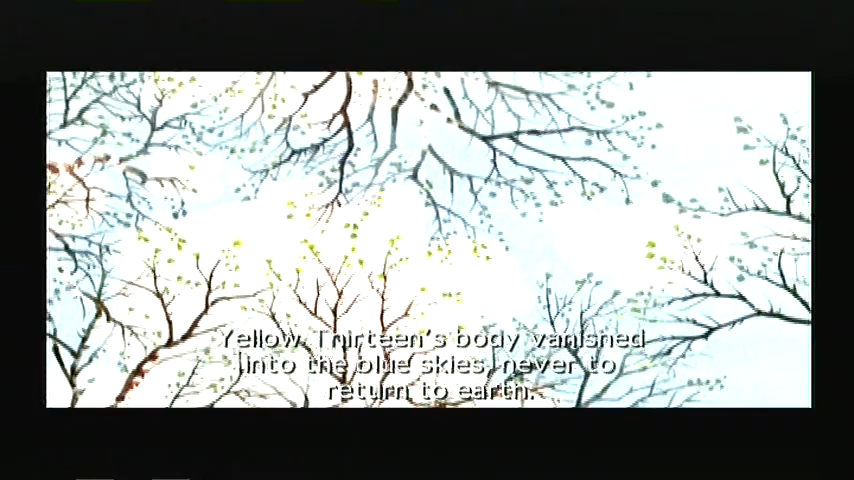 Yellow Thirteen's body vanished
into the blue skies, never to
return to earth.